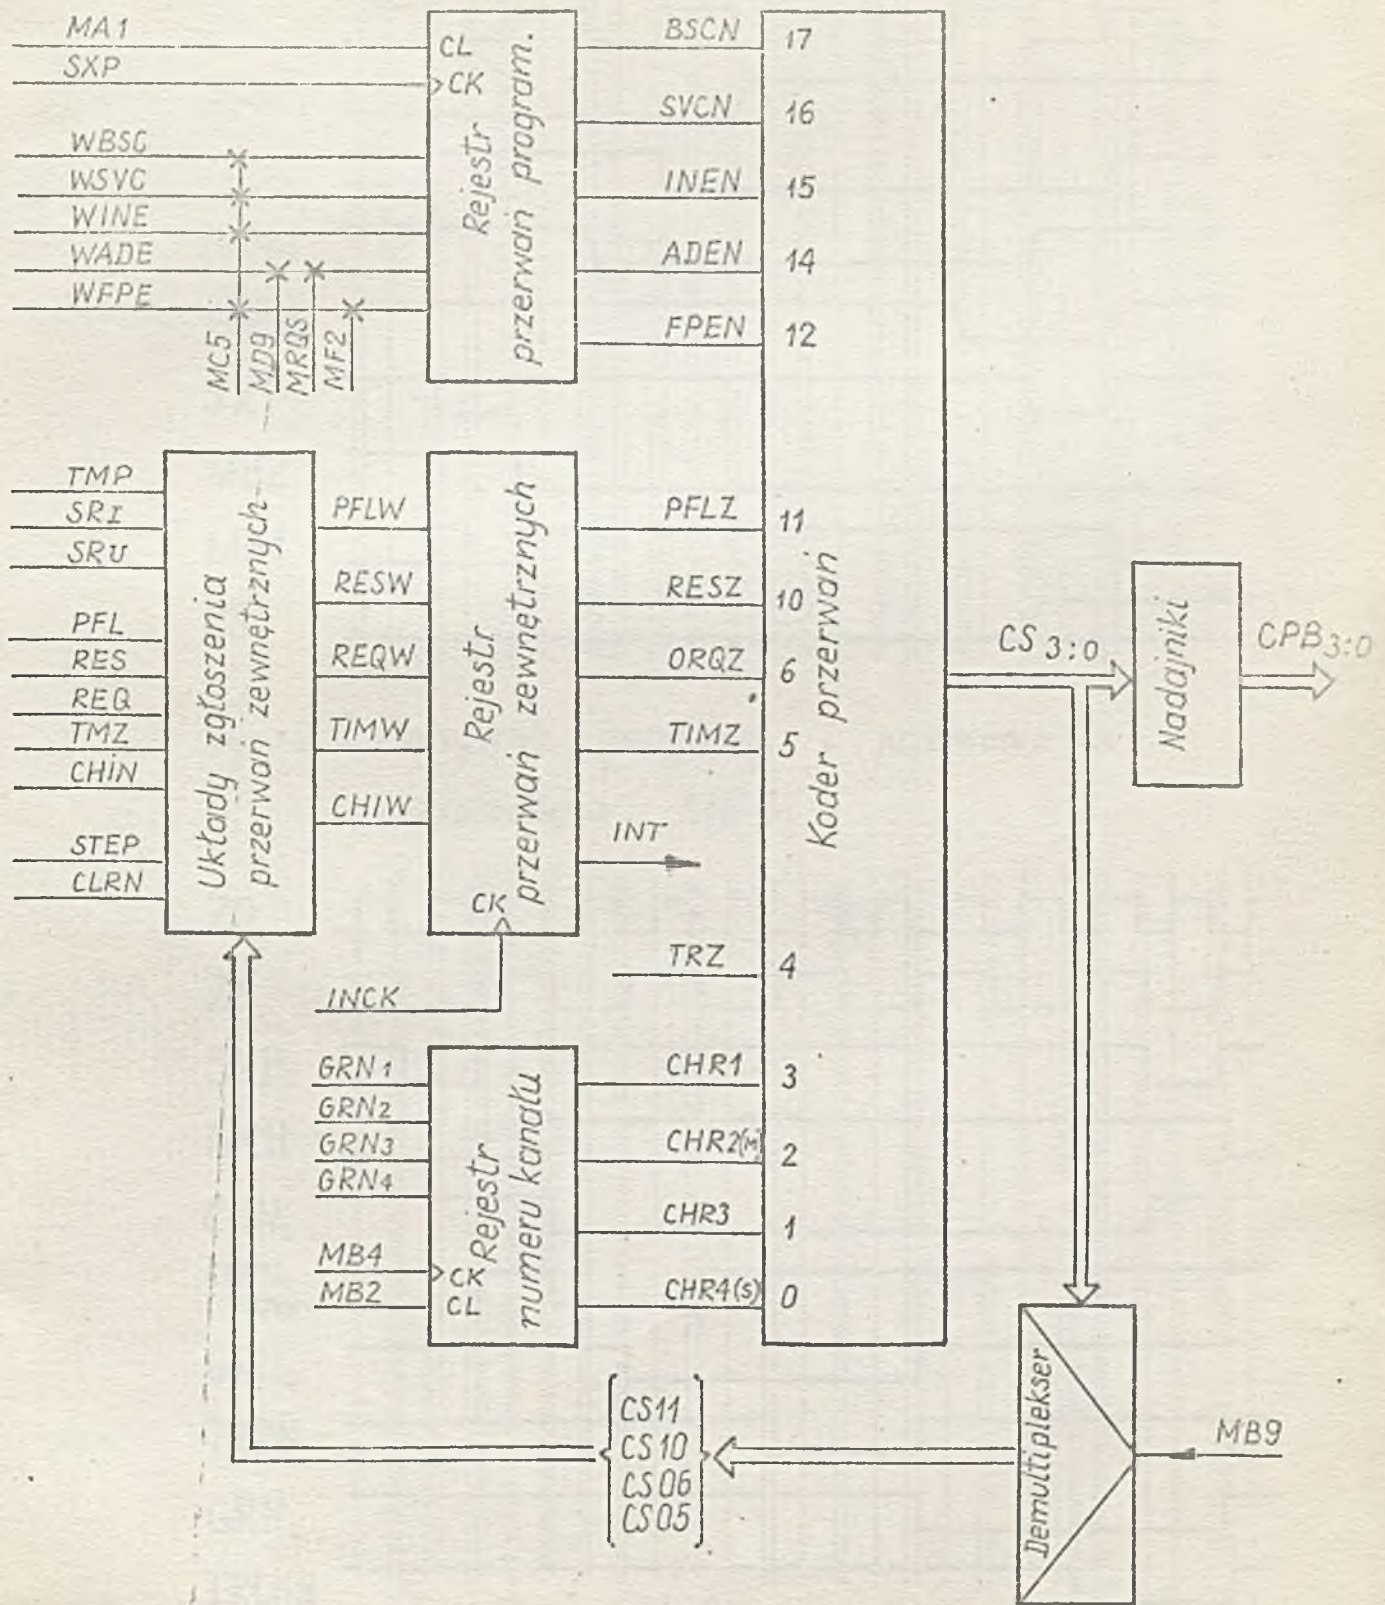 MA1
SXP
WBSC
WSVC
WINE
WADE
WFPE
MC5
MD9
MRQS
MF2
CL
CK
Rejestr
przerwań program.
BSCN
SVCN
INEN
ADEN
FPEN
17
16
15
14
12
TMP
SRI
SRU
PFL
RES
REQ
TMZ
CHIN
STEP
CLRN
Układy zgłoszenia
przerwań zewnętrznych
PFLW
RESW
REQW
TIMW
CHIW
Rejestr
przerwań zewnętrznych
CK
INCK
PFLZ
RESZ
ORQZ
TIMZ
INT
TRZ
11
10
6
5
4
Koder przerwań
GRN1
GRN2
GRN3
GRN4
MB4
MB2
CK
CL
Rejestr
numeru kanału
CHR1
CHR2(M)
CHR3
CHR4(S)
3
2
1
0
CS3:0
Nadajniki
CPB3:0
Demultiplekser
MB9
CS11
CS10
CS06
CS05